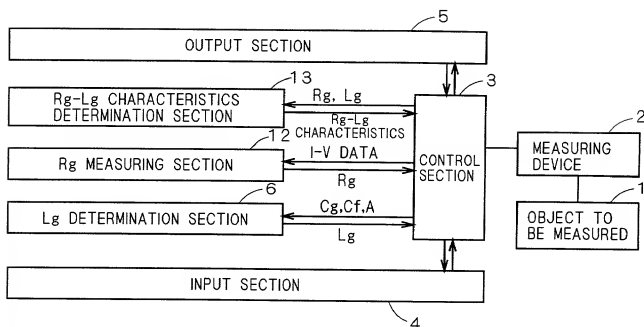 5
OUTPUT SECTION
13
3
Rg-Lg CHARACTERISTICS
DETERMINATION SECTION
Rg, Lg
Rg-Lg
CHARACTERISTICS
12
Rg MEASURING SECTION
I-V DATA
Rg
CONTROL
SECTION
2
MEASURING
DEVICE
6
Lg DETERMINATION SECTION
Cg,Cf,A
Lg
1
OBJECT TO
BE MEASURED
INPUT SECTION
4